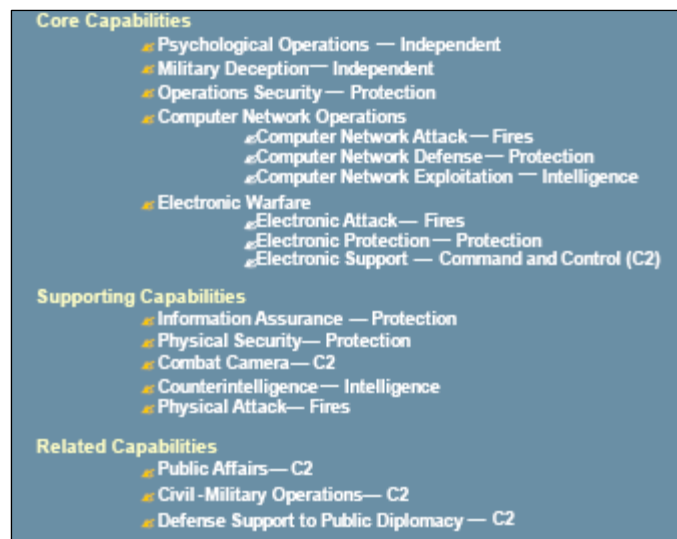 Core Capabilities
Psychological Operations — Independent
Military Deception— Independent
Operations Security— Protection
Computer Network Operations
Computer Network Attack— Fires
Computer Network Defense— Protection
Computer Network Exploitation — Intelligence
Electronic Warfare
Electronic Attack— Fires
Electronic Protection— Protection
Electronic Support — Command and Control (C2)
Supporting Capabilities
Information Assurance — Protection
Physical Security— Protection
Combat Camera— C2
Counterintelligence— Intelligence
Physical Attack— Fires
Related Capabilities
Public Affairs— C2
Civil-Military Operations— C2
Defense Support to Public Diplomacy — C2